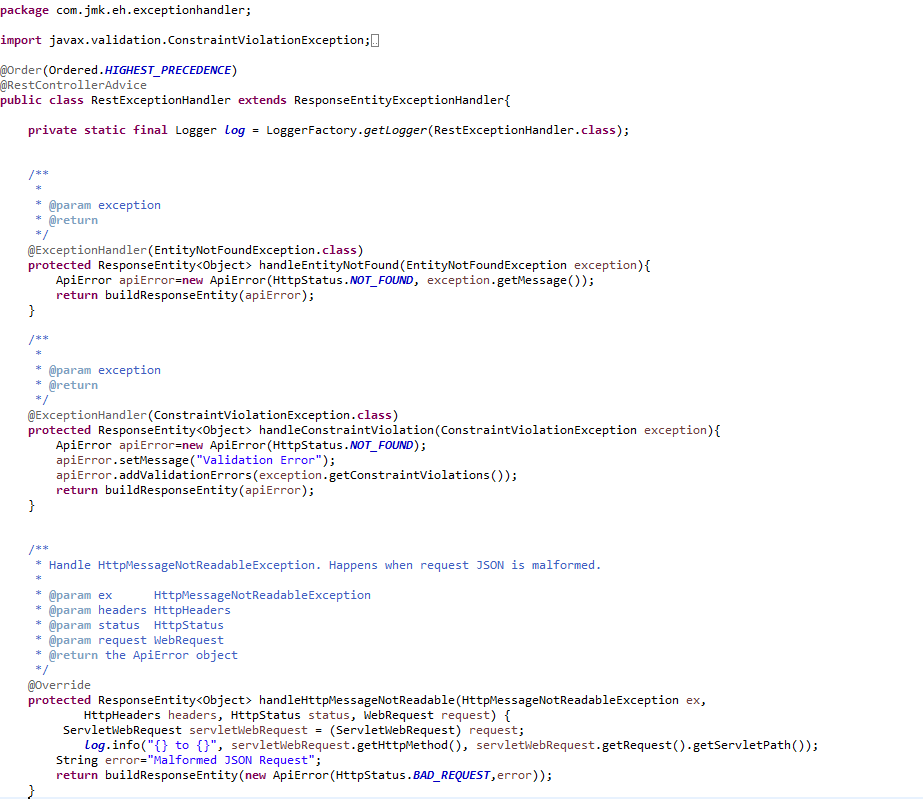 package com.jmk.eh.exceptionhandler;
import javax.validation.ConstraintViolationException;
@Order(Ordered.HIGHEST_PRECEDENCE)
@RestControllerAdvice
public class RestExceptionHandler extends ResponseEntityExceptionHandler{
private static final Logger log = LoggerFactory.getLogger(RestExceptionHandler.class);
/**
*
* @param exception
* @return
*/
@ExceptionHandler(EntityNotFoundException.class)
protected ResponseEntity<Object> handleEntityNotFound(EntityNotFoundException exception){
ApiError apiError=new ApiError(HttpStatus.NOT_FOUND, exception.getMessage());
return buildResponseEntity(apiError);
}
/**
*
* @param exception
* @return
*/
@ExceptionHandler(ConstraintViolationException.class)
protected ResponseEntity<Object> handleConstraintViolation(ConstraintViolationException exception){
ApiError apiError=new ApiError(HttpStatus.NOT_FOUND);
apiError.setMessage("Validation Error");
apiError.addValidationErrors(exception.getConstraintViolations());
return buildResponseEntity(apiError);
}
/**
* Handle HttpMessageNotReadableException. Happens when request JSON is malformed.
*
* @param ex      HttpMessageNotReadableException
* @param headers HttpHeaders
* @param status  HttpStatus
* @param request WebRequest
* @return the ApiError object
*/
@Override
protected ResponseEntity<Object> handleHttpMessageNotReadable(HttpMessageNotReadableException ex,
HttpHeaders headers, HttpStatus status, WebRequest request) {
ServletWebRequest servletWebRequest = (ServletWebRequest) request;
log.info("{} to {}", servletWebRequest.getHttpMethod(), servletWebRequest.getRequest().getServletPath());
String error="Malformed JSON Request";
return buildResponseEntity(new ApiError(HttpStatus.BAD_REQUEST,error));
}